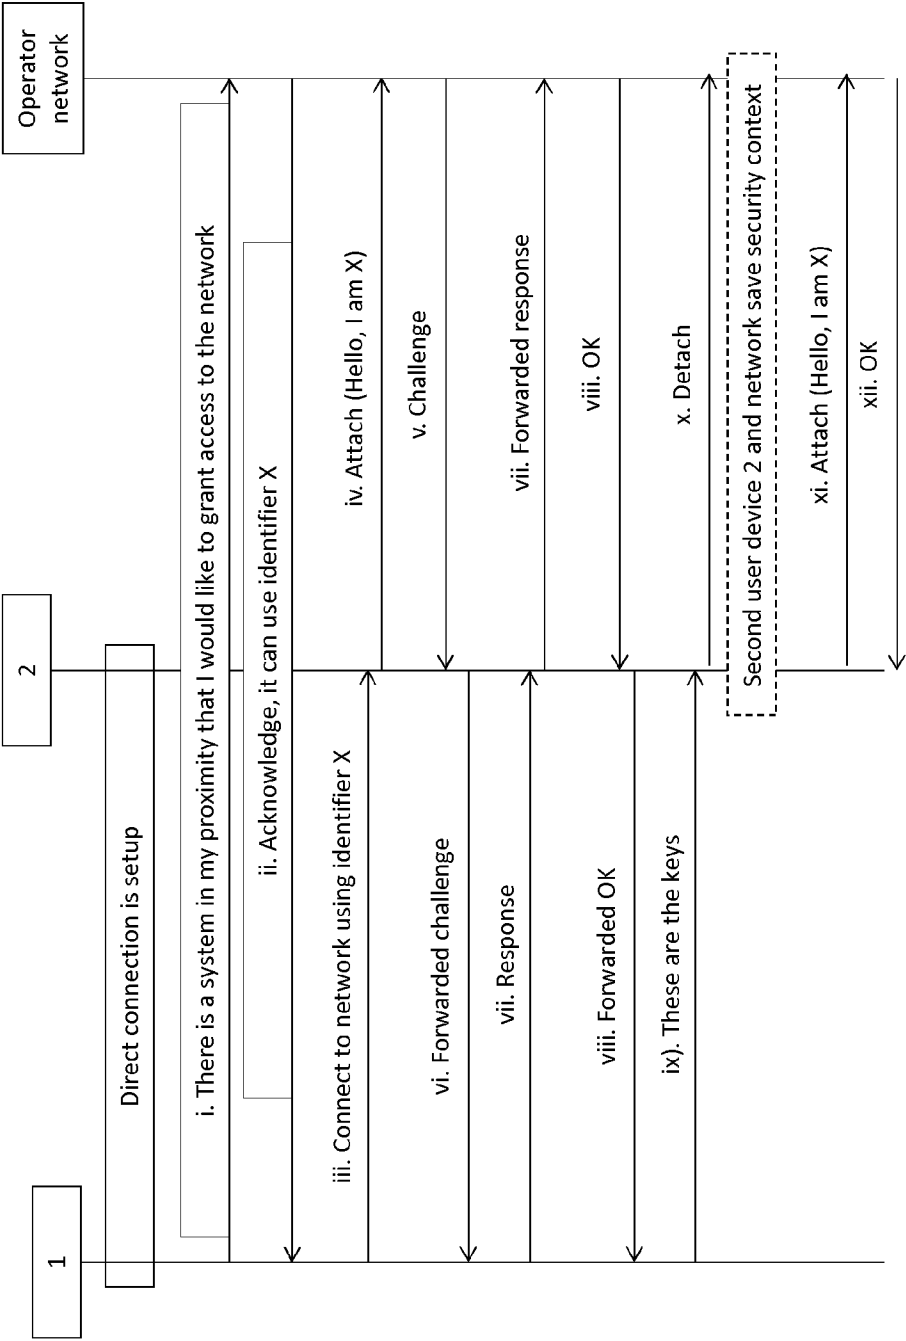 1
2
Operator
network
Direct connection is setup
i. There is a system in my proximity that I would like to grant access to the network
ii. Acknowledge, it can use identifier X
iii. Connect to network using identifier X
iv. Attach (Hello, I am X)
v. Challenge
vi. Forwarded challenge
vii. Response
vii. Forwarded response
viii. OK
viii. Forwarded OK
ix). These are the keys
x. Detach
Second user device 2 and network save security context
xi. Attach (Hello, I am X)
xii. OK